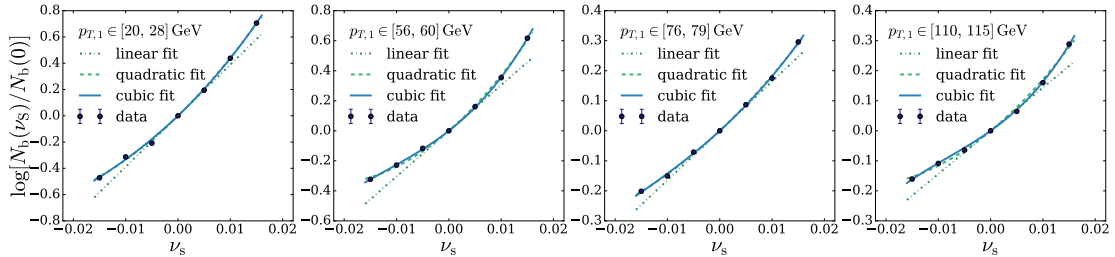 log[N_b(ν_S)/N_b(0)]
0.8
0.6
0.4
0.2
0.0
−0.2
−0.4
−0.6
−0.8
p_{T,1} ∈ [20, 28] GeV
linear fit
quadratic fit
cubic fit
data
−0.02 −0.01 0.00 0.01 0.02
ν_s
0.8
0.6
0.4
0.2
0.0
−0.2
−0.4
−0.6
p_{T,1} ∈ [56, 60] GeV
linear fit
quadratic fit
cubic fit
data
−0.02 −0.01 0.00 0.01 0.02
ν_s
0.4
0.3
0.2
0.1
0.0
−0.1
−0.2
−0.3
p_{T,1} ∈ [76, 79] GeV
linear fit
quadratic fit
cubic fit
data
−0.02 −0.01 0.00 0.01 0.02
ν_s
0.4
0.3
0.2
0.1
0.0
−0.1
−0.2
−0.3
p_{T,1} ∈ [110, 115] GeV
linear fit
quadratic fit
cubic fit
data
−0.02 −0.01 0.00 0.01 0.02
ν_s